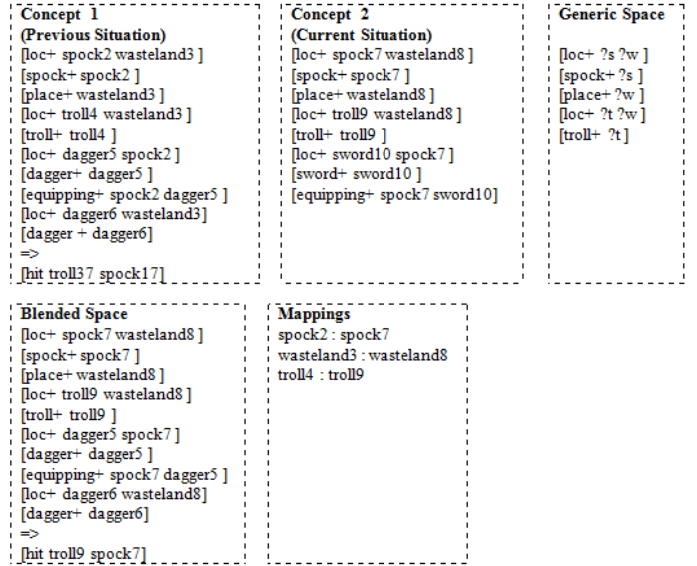 Concept 1
(Previous Situation)
[loc+ spock2 wasteland3 ]
[spock+ spock2 ]
[place+ wasteland3 ]
[loc+ troll4 wasteland3 ]
[troll+ troll4 ]
[loc+ dagger5 spock2 ]
[dagger+ dagger5 ]
[equipping+ spock2 dagger5 ]
[loc+ dagger6 wasteland3]
[dagger + dagger6]
=>
[hit troll37 spock17]
Concept 2
(Current Situation)
[loc+ spock7 wasteland8 ]
[spock+ spock7 ]
[place+ wasteland8 ]
[loc+ troll9 wasteland8 ]
[troll+ troll9 ]
[loc+ sword10 spock7 ]
[sword+ sword10 ]
[equipping+ spock7 sword10]
Generic Space
[loc+ ?s ?w ]
[spock+ ?s ]
[place+ ?w ]
[loc+ ?t ?w ]
[troll+ ?t ]
Blended Space
[loc+ spock7 wasteland8 ]
[spock+ spock7 ]
[place+ wasteland8 ]
[loc+ troll9 wasteland8 ]
[troll+ troll9 ]
[loc+ dagger5 spock7 ]
[dagger+ dagger5 ]
[equipping+ spock7 dagger5 ]
[loc+ dagger6 wasteland8]
[dagger+ dagger6]
=>
[hit troll9 spock7]
Mappings
spock2 : spock7
wasteland3 : wasteland8
troll4 : troll9